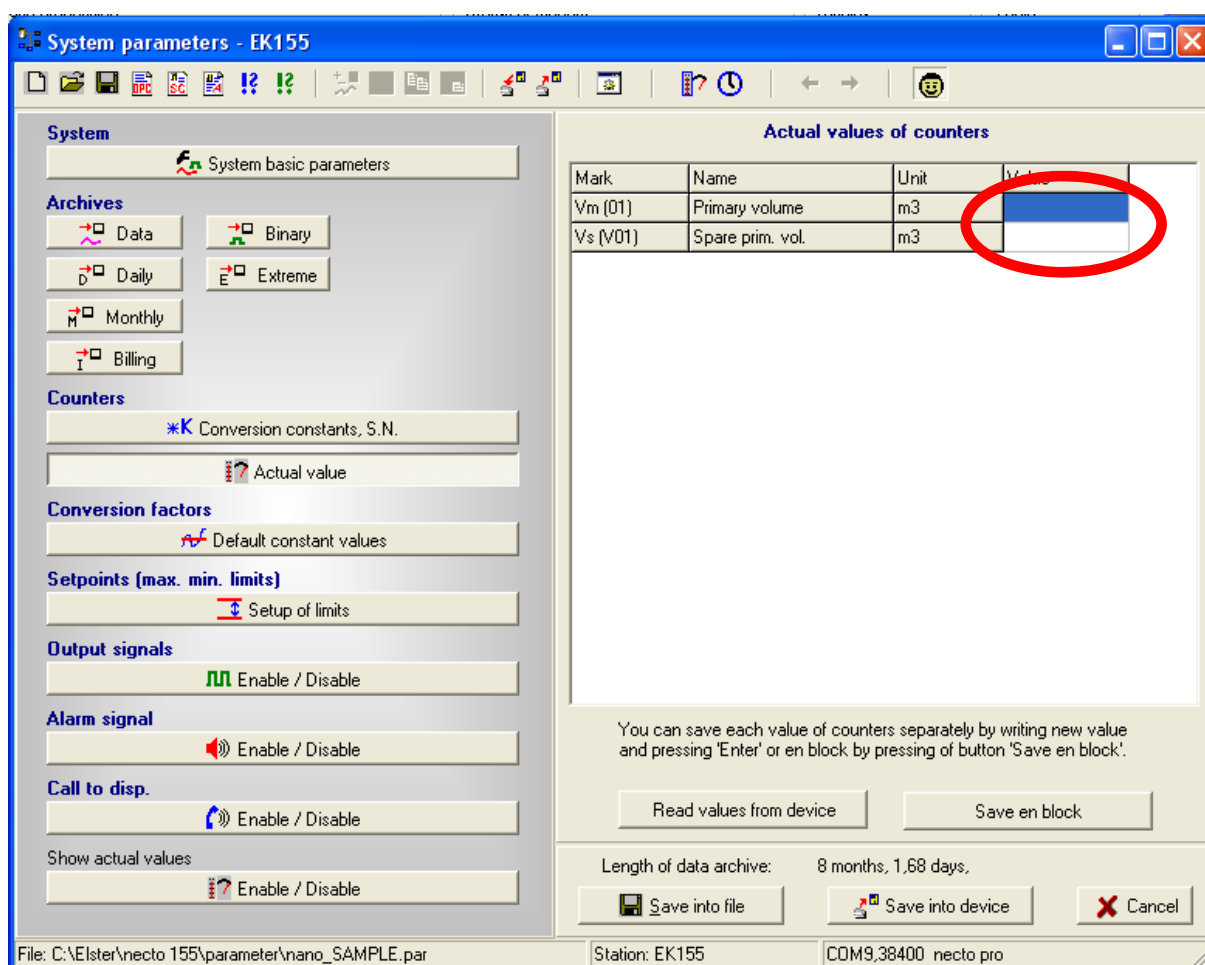 System parameters - EK155
System
System basic parameters
Archives
Data
Binary
Daily
Extreme
Monthly
Billing
Counters
Conversion constants, S.N.
Actual value
Conversion factors
Default constant values
Setpoints (max. min. limits)
Setup of limits
Output signals
Enable / Disable
Alarm signal
Enable / Disable
Call to disp.
Enable / Disable
Show actual values
Enable / Disable
Actual values of counters
Mark Name Unit Value
Vm (01) Primary volume m3
Vs (V01) Spare prim. vol. m3
You can save each value of counters separately by writing new value
and pressing 'Enter' or en block by pressing of button 'Save en block'.
Read values from device
Save en block
Length of data archive: 8 months, 1,68 days,
Save into file
Save into device
Cancel
File: C:\Elster\necto 155\parameter\nano_SAMPLE.par
Station: EK155
COM9,38400 necto pro